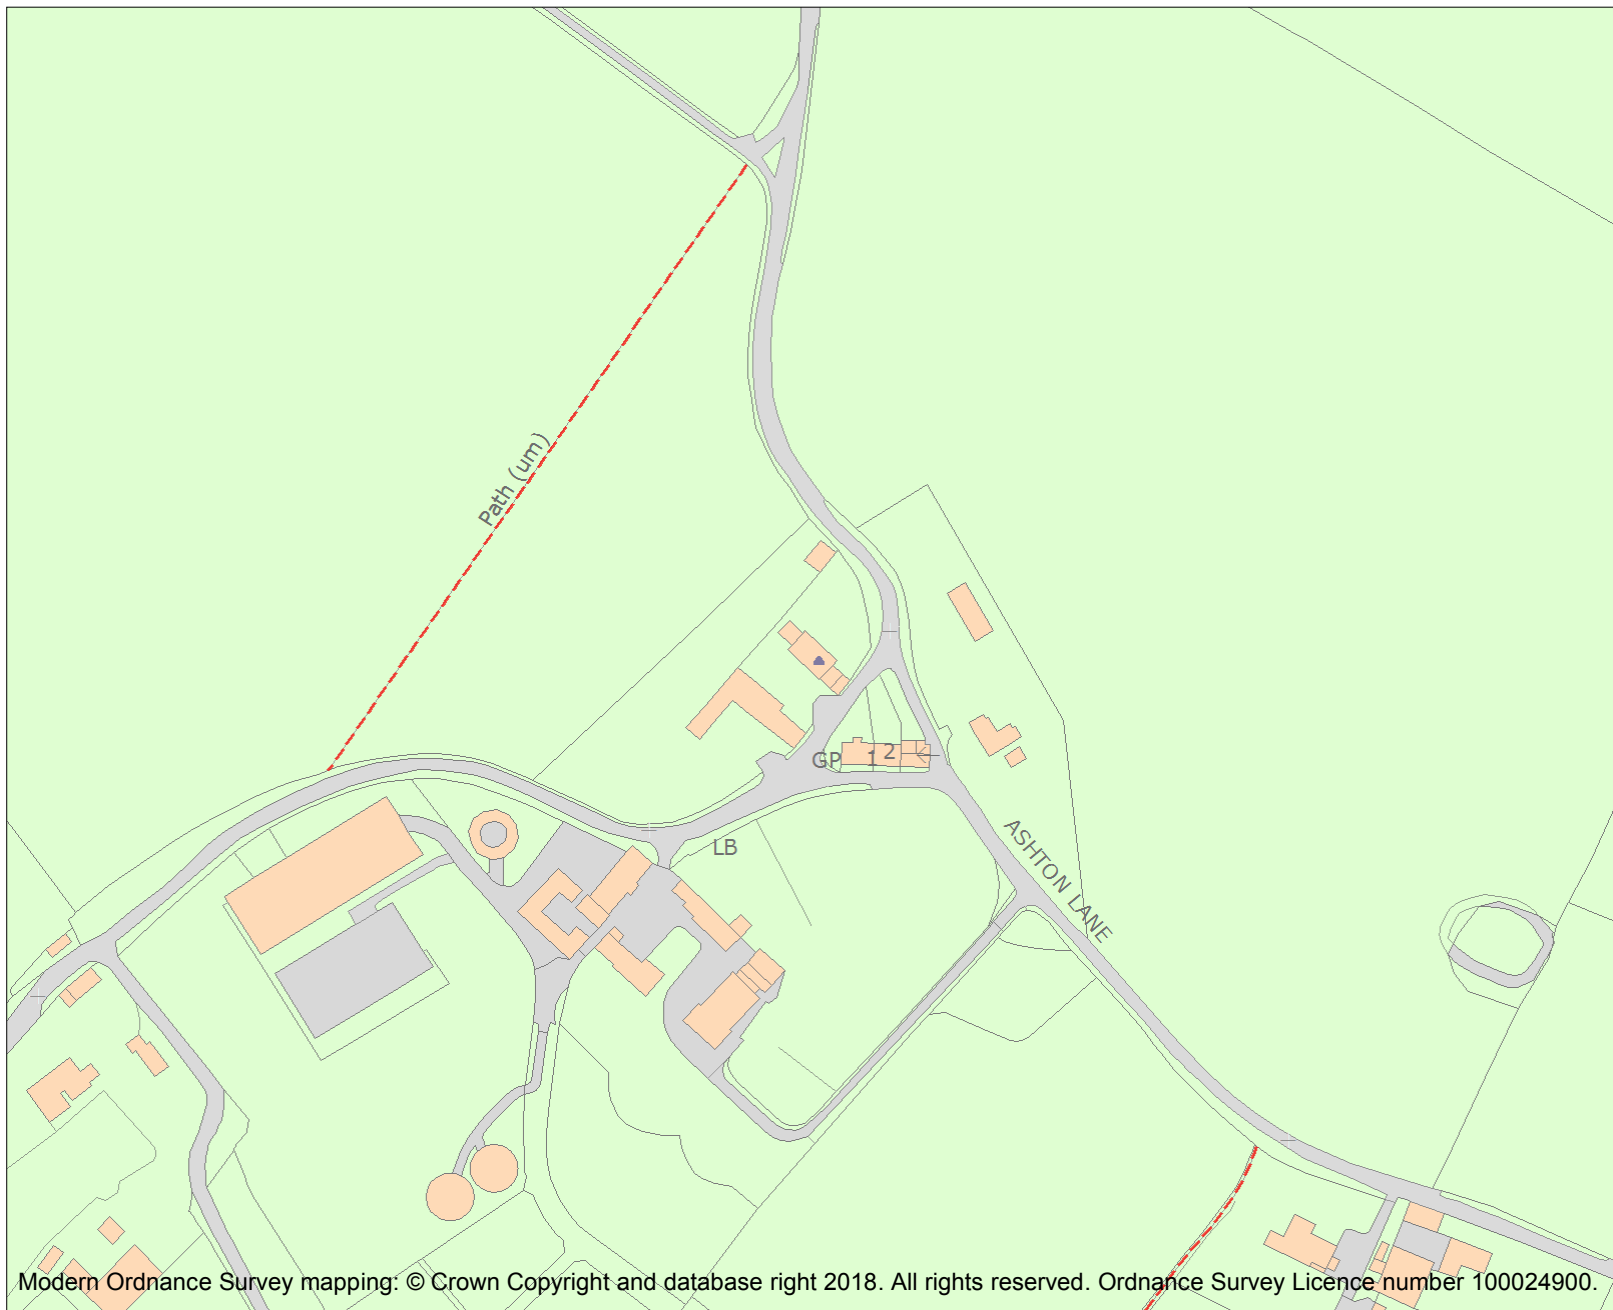 Path (um)
GP
1
2
LB
ASHTON LANE
Modern Ordnance Survey mapping: © Crown Copyright and database right 2018. All rights reserved. Ordnance Survey Licence number 100024900.